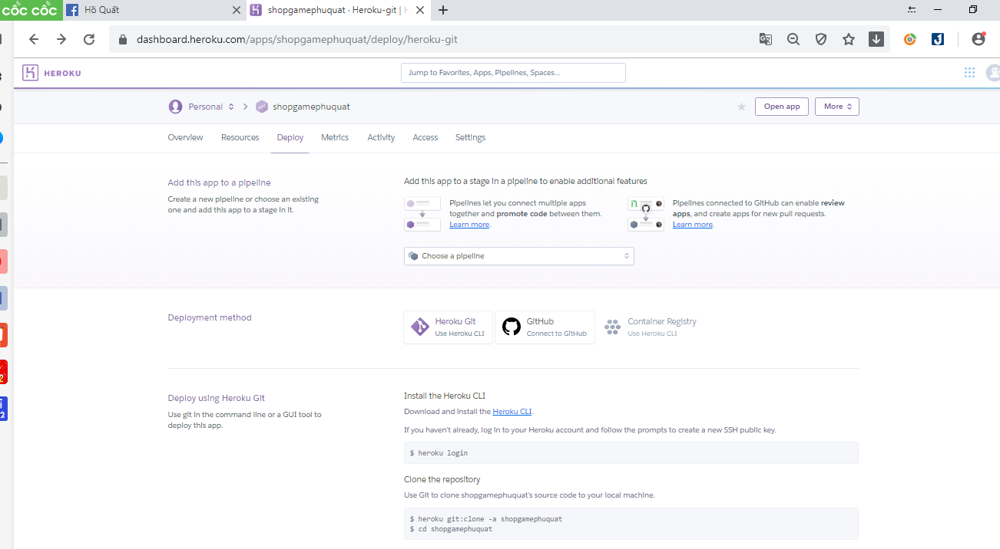 CỐC CỐC
Hồ Quất
shopgamephuquat · Heroku-git |
dashboard.heroku.com/apps/shopgamephuquat/deploy/heroku-git
HEROKU
Jump to Favorites, Apps, Pipelines, Spaces...
Personal
shopgamephuquat
Open app
More
Overview
Resources
Deploy
Metrics
Activity
Access
Settings
Add this app to a pipeline
Create a new pipeline or choose an existing
one and add this app to a stage in it.
Add this app to a stage in a pipeline to enable additional features
Pipelines let you connect multiple apps
together and promote code between them.
Learn more.
Pipelines connected to GitHub can enable review
apps, and create apps for new pull requests.
Learn more.
Choose a pipeline
Deployment method
Heroku Git
Use Heroku CLI
GitHub
Connect to GitHub
Container Registry
Use Heroku CLI
Deploy using Heroku Git
Use git in the command line or a GUI tool to
deploy this app.
Install the Heroku CLI
Download and install the Heroku CLI.
If you haven't already, log in to your Heroku account and follow the prompts to create a new SSH public key.
$ heroku login
Clone the repository
Use Git to clone shopgamephuquat's source code to your local machine.
$ heroku git:clone -a shopgamephuquat
$ cd shopgamephuquat